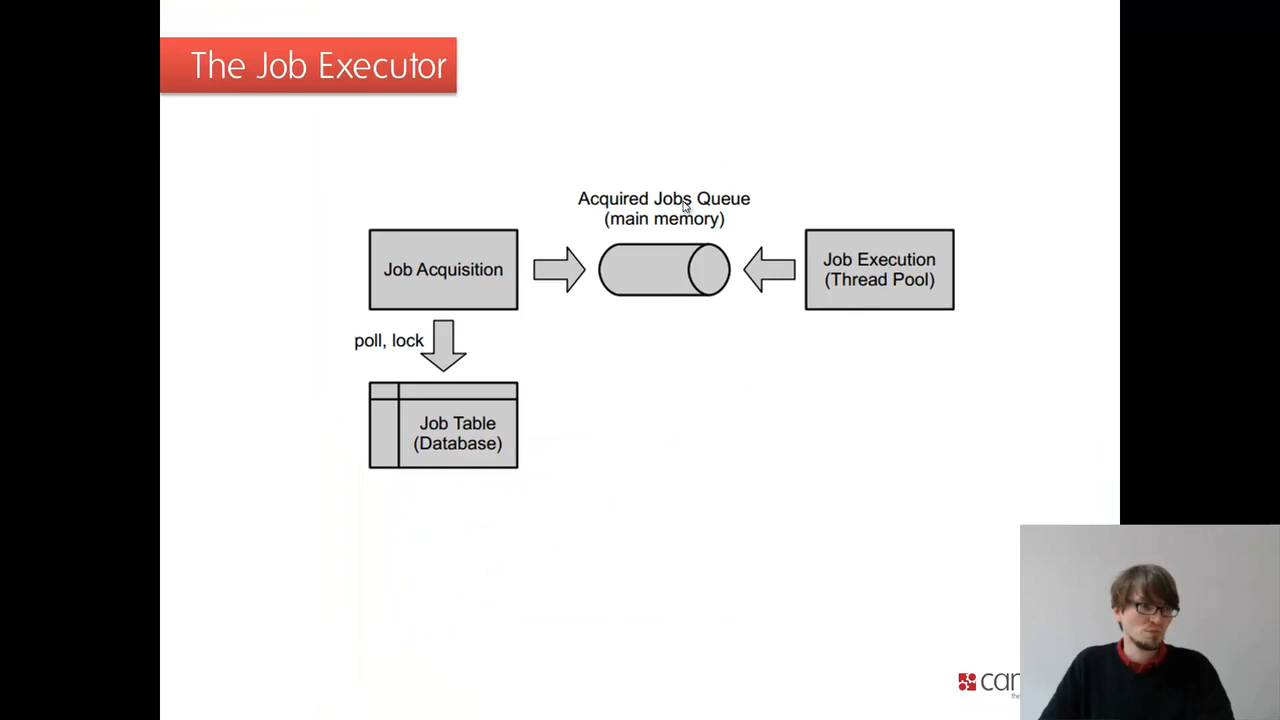 The Job Executor
Acquired Jobs Queue
(main memory)
Job Acquisition
Job Execution
(Thread Pool)
poll, lock
Job Table
(Database)